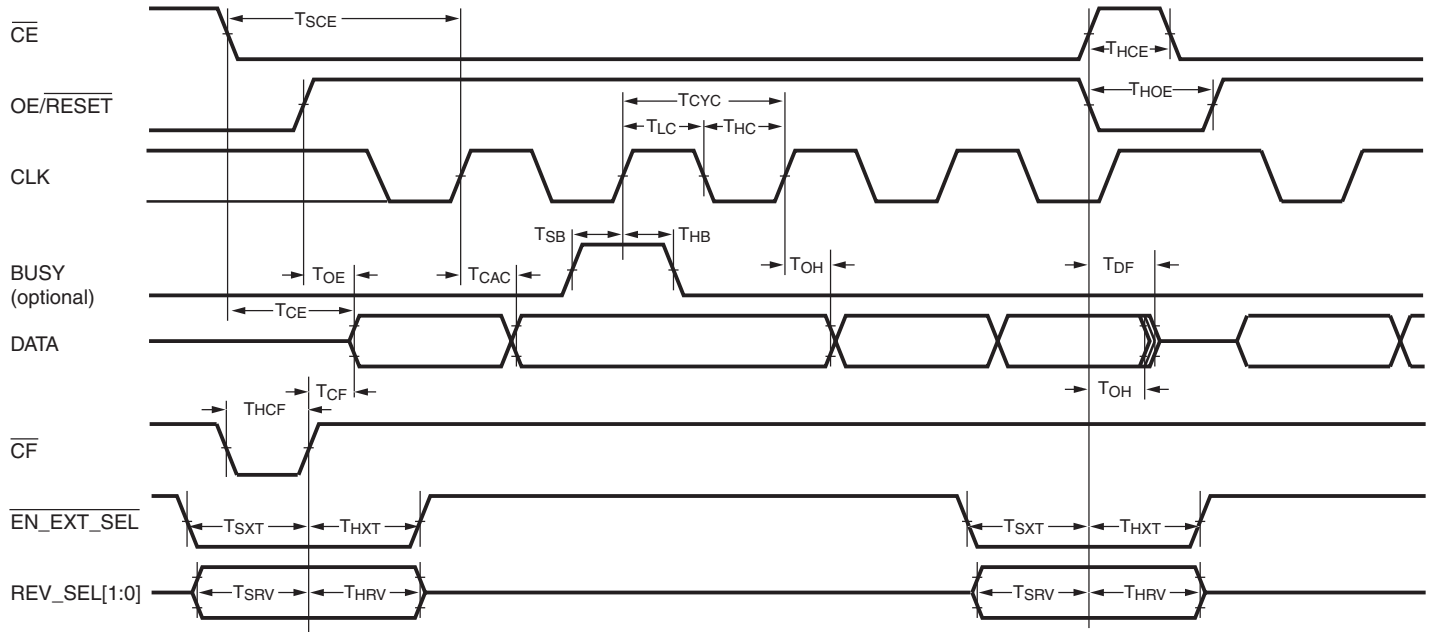 CE TSCE THCE
OE/RESET TCYC THOE
TLC THC
CLK
TSB THB
BUSY TOE TCAC TOH TDF
(optional)
TCE
DATA
TCF TOH
THCF
CF
EN_EXT_SEL TSXT THXT TSXT THXT
REV_SEL[1:0] TSRV THRV TSRV THRV